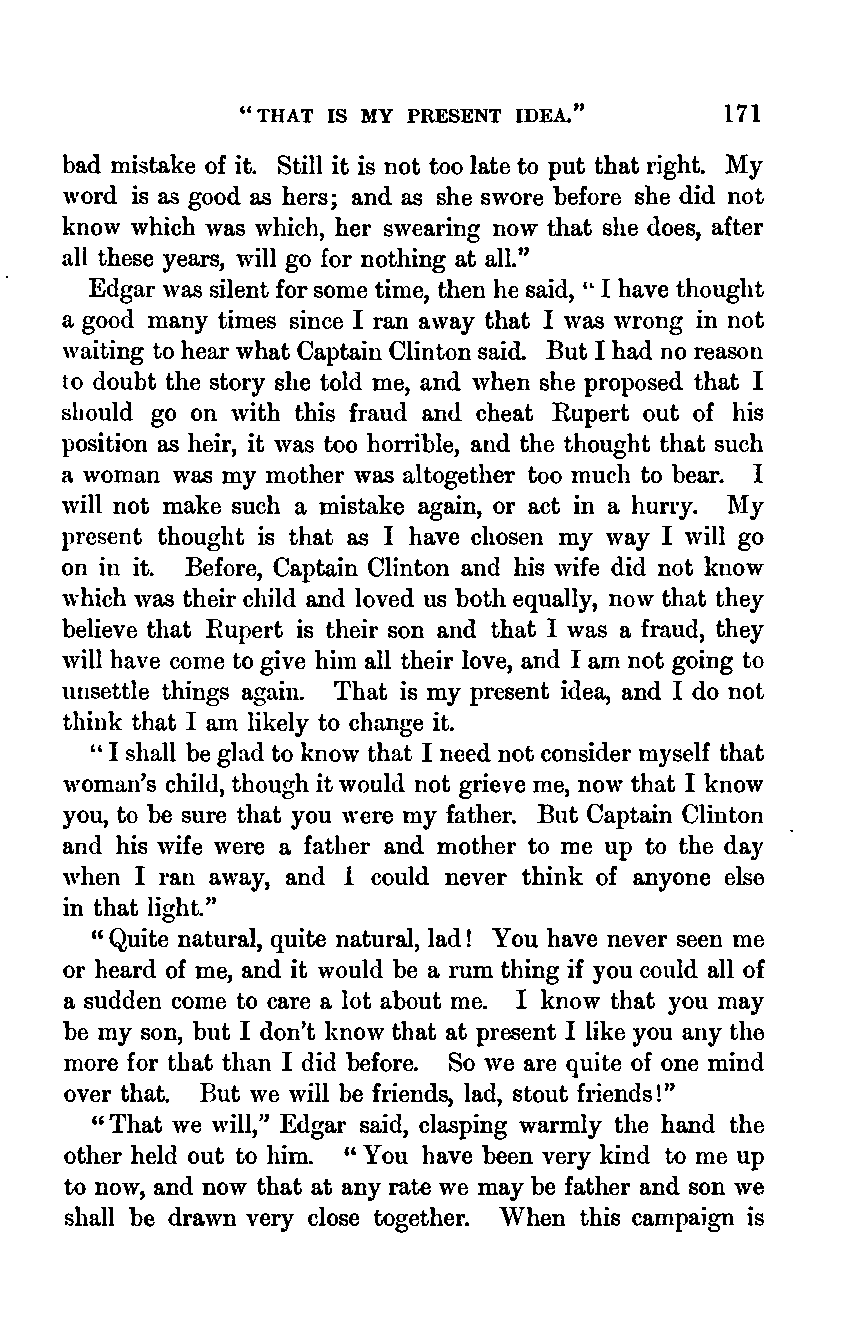 “THAT IS MY PRESENT IDEA.” 171
bad mistake of it. Still it is not too late to put that right. My
word is as good as hers; and as she swore before she did not
know which was which, her swearing now that she does, after
all these years, will go for nothing at all.”
Edgar was silent for some time, then he said, “I have thought
a good many times since I ran away that I was wrong in not
waiting to hear what Captain Clinton said. But I had no reason
to doubt the story she told me, and when she proposed that I
should go on with this fraud and cheat Rupert out of his
position as heir, it was too horrible, and the thought that such
a woman was my mother was altogether too much to bear. I
will not make such a mistake again, or act in a hurry. My
present thought is that as I have chosen my way I will go
on in it. Before, Captain Clinton and his wife did not know
which was their child and loved us both equally, now that they
believe that Rupert is their son and that I was a fraud, they
will have come to give him all their love, and I am not going to
unsettle things again. That is my present idea, and I do not
think that I am likely to change it.
“I shall be glad to know that I need not consider myself that
woman’s child, though it would not grieve me, now that I know
you, to be sure that you were my father. But Captain Clinton
and his wife were a father and mother to me up to the day
when I ran away, and I could never think of anyone else
in that light.”
“Quite natural, quite natural, lad! You have never seen me
or heard of me, and it would be a rum thing if you could all of
a sudden come to care a lot about me. I know that you may
be my son, but I don’t know that at present I like you any the
more for that than I did before. So we are quite of one mind
over that. But we will be friends, lad, stout friends!”
“That we will,” Edgar said, clasping warmly the hand the
other held out to him. “You have been very kind to me up
to now, and now that at any rate we may be father and son we
shall be drawn very close together. When this campaign is